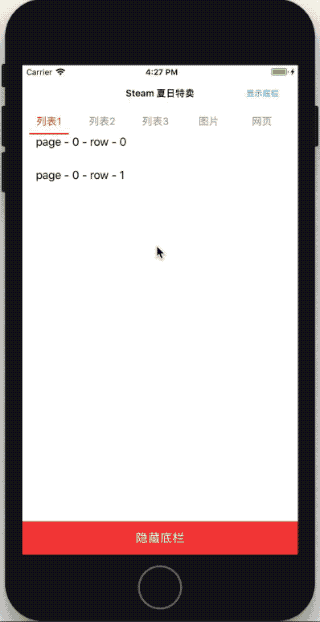 Carrier 4:27 PM
Steam 夏日特卖 显示底栏
列表1 列表2 列表3 图片 网页
page - 0 - row - 0
page - 0 - row - 1
隐藏底栏